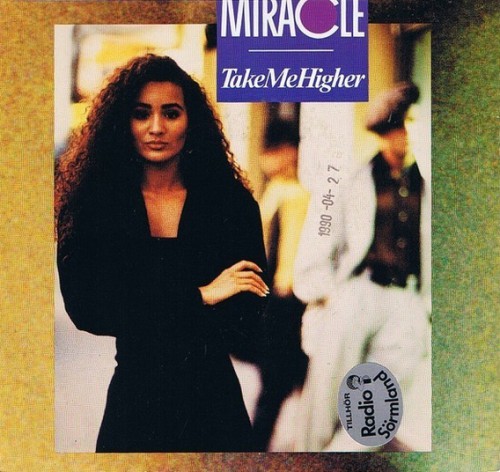 MIRACLE
TakeMeHigher
1990 -04- 27
TILLHÖR
Radio
Sörmland